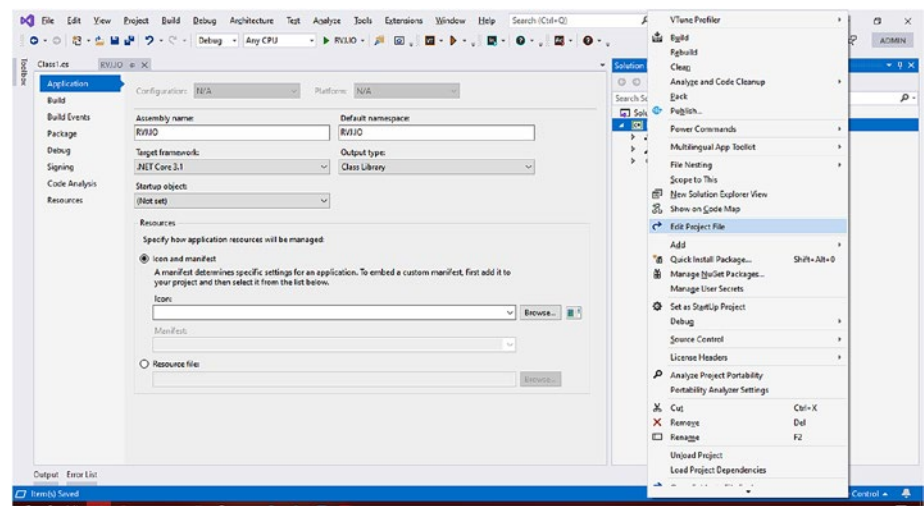 File Edit View Project Build Debug Architecture Test Analyze Tools Extensions Window Help Search (Ctrl+Q)
Debug Any CPU RVJJO ADMIN
Toolbox
Class1.cs RVJJO
Application
Build
Build Events
Package
Debug
Signing
Code Analysis
Resources
Configuration: N/A Platform: N/A
Assembly name: Default namespace:
RVJJO RVJJO
Target framework: Output type:
.NET Core 3.1 Class Library
Startup object:
(Not set)
Resources
Specify how application resources will be managed:
Icon and manifest
A manifest determines specific settings for an application. To embed a custom manifest, first add it to
your project and then select it from the list below.
Icon:
Browse...
Manifest:
Resource file:
Browse...
Output Error List
Item(s) Saved
Solution
Search
VTune Profiler
Build
Rebuild
Clean
Analyze and Code Cleanup
Pack
Publish...
Power Commands
Multilingual App Toolkit
File Nesting
Scope to This
New Solution Explorer View
Show on Code Map
Edit Project File
Add
Quick Install Package... Shift+Alt+0
Manage NuGet Packages...
Manage User Secrets
Set as StartUp Project
Debug
Source Control
License Headers
Analyze Project Portability
Portability Analyzer Settings
Cut Ctrl+X
Remove Del
Rename F2
Unload Project
Load Project Dependencies
Control